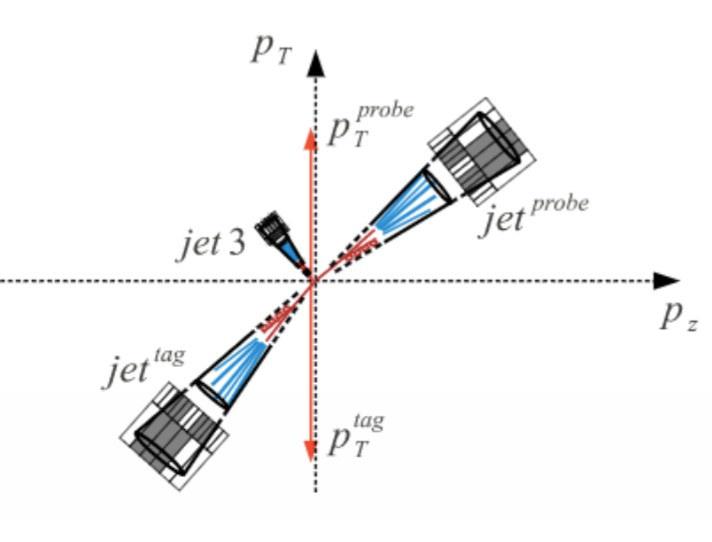 p_T
p_T^probe
jet^probe
jet 3
p_z
jet^tag
p_T^tag